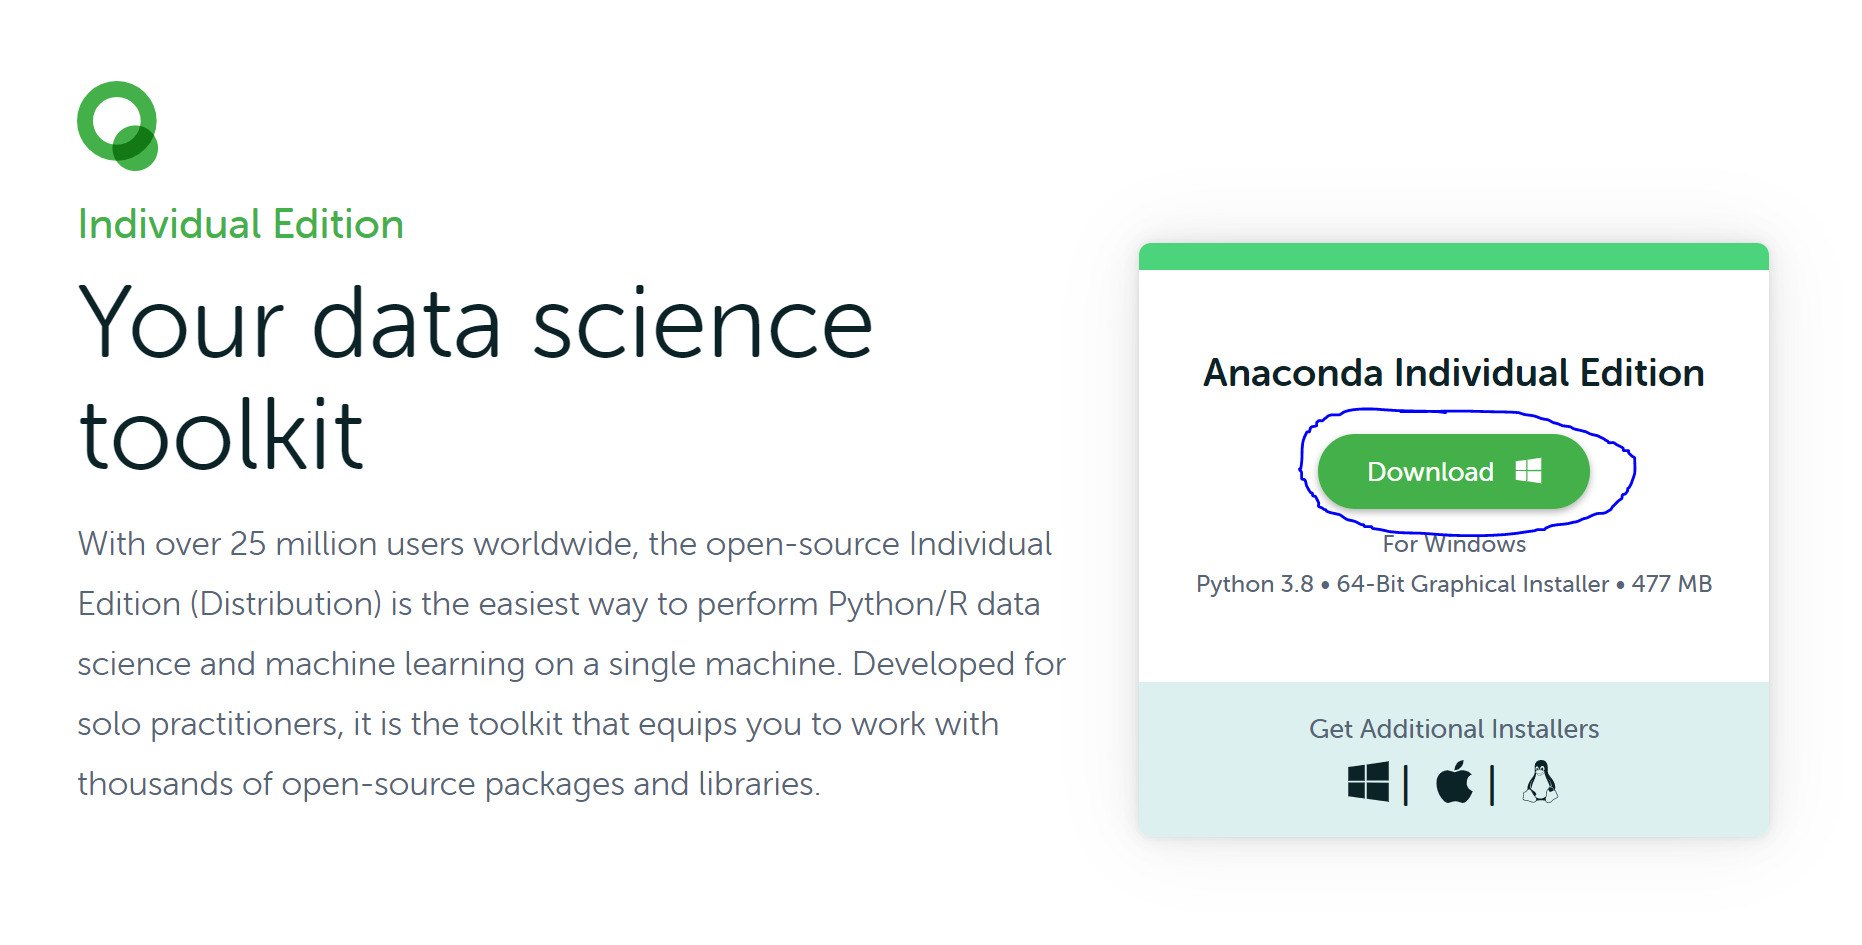 Individual Edition
Your data science
toolkit
With over 25 million users worldwide, the open-source Individual
Edition (Distribution) is the easiest way to perform Python/R data
science and machine learning on a single machine. Developed for
solo practitioners, it is the toolkit that equips you to work with
thousands of open-source packages and libraries.
Anaconda Individual Edition
Download
For Windows
Python 3.8 • 64-Bit Graphical Installer • 477 MB
Get Additional Installers
| |